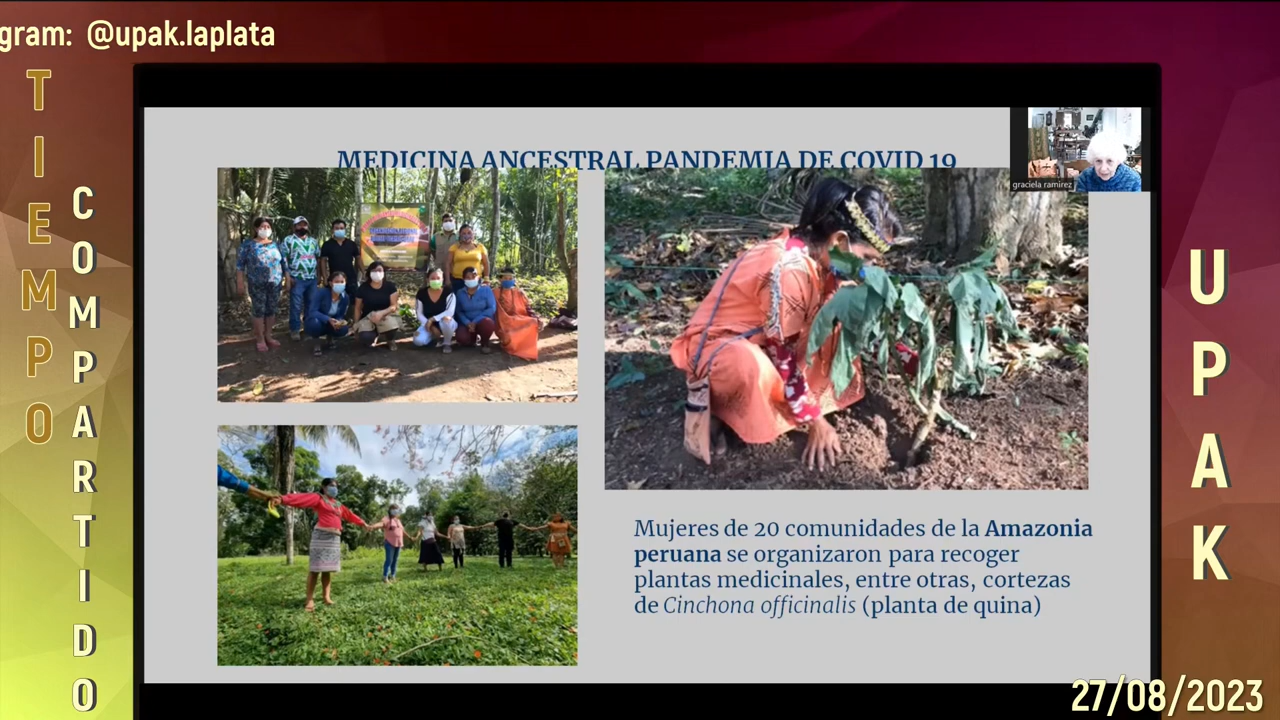 gram: @upak.laplata
TIEMPO
COMPARTIDO
MEDICINA ANCESTRAL PANDEMIA DE COVID 19
graciela ramirez
Mujeres de 20 comunidades de la Amazonia
peruana se organizaron para recoger
plantas medicinales, entre otras, cortezas
de Cinchona officinalis (planta de quina)
UPAK
27/08/2023